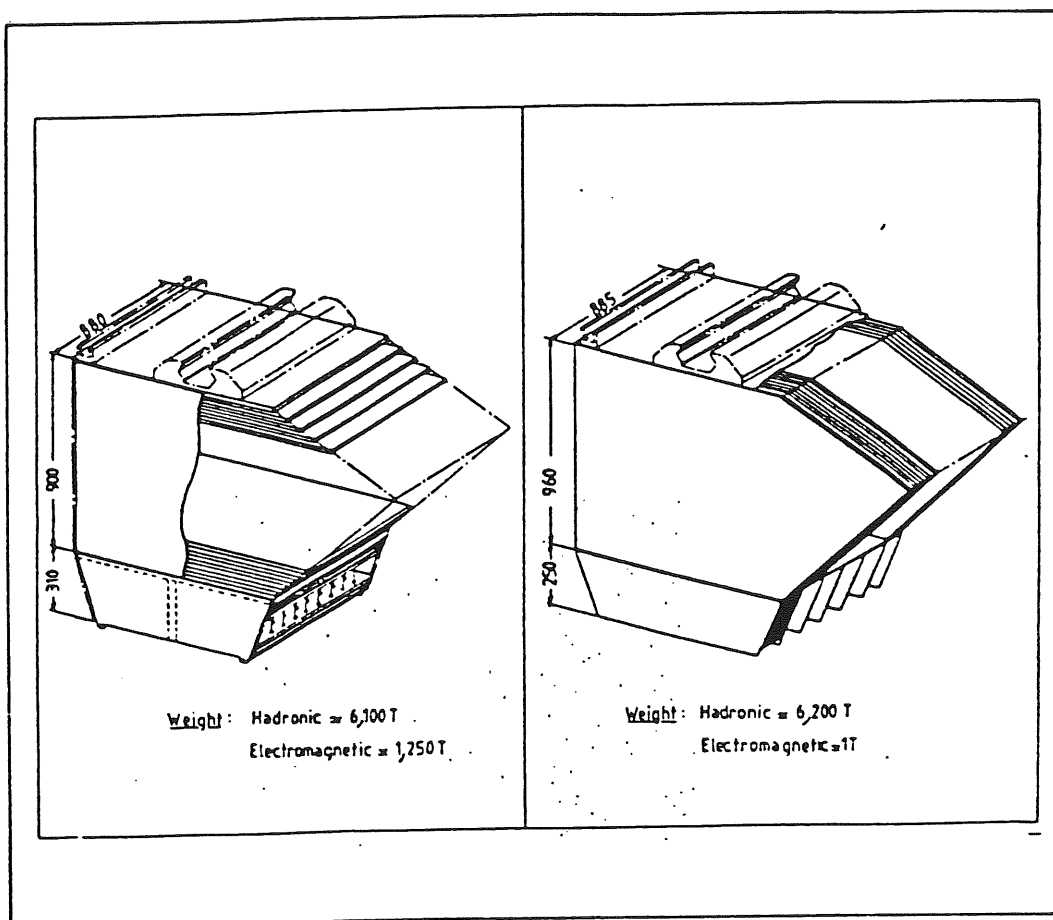 880
900
310
Weight: Hadronic ≈ 6,100 T
Electromagnetic ≈ 1,250 T
885
960
250
Weight: Hadronic ≈ 6,200 T
Electromagnetic ≈ 1T